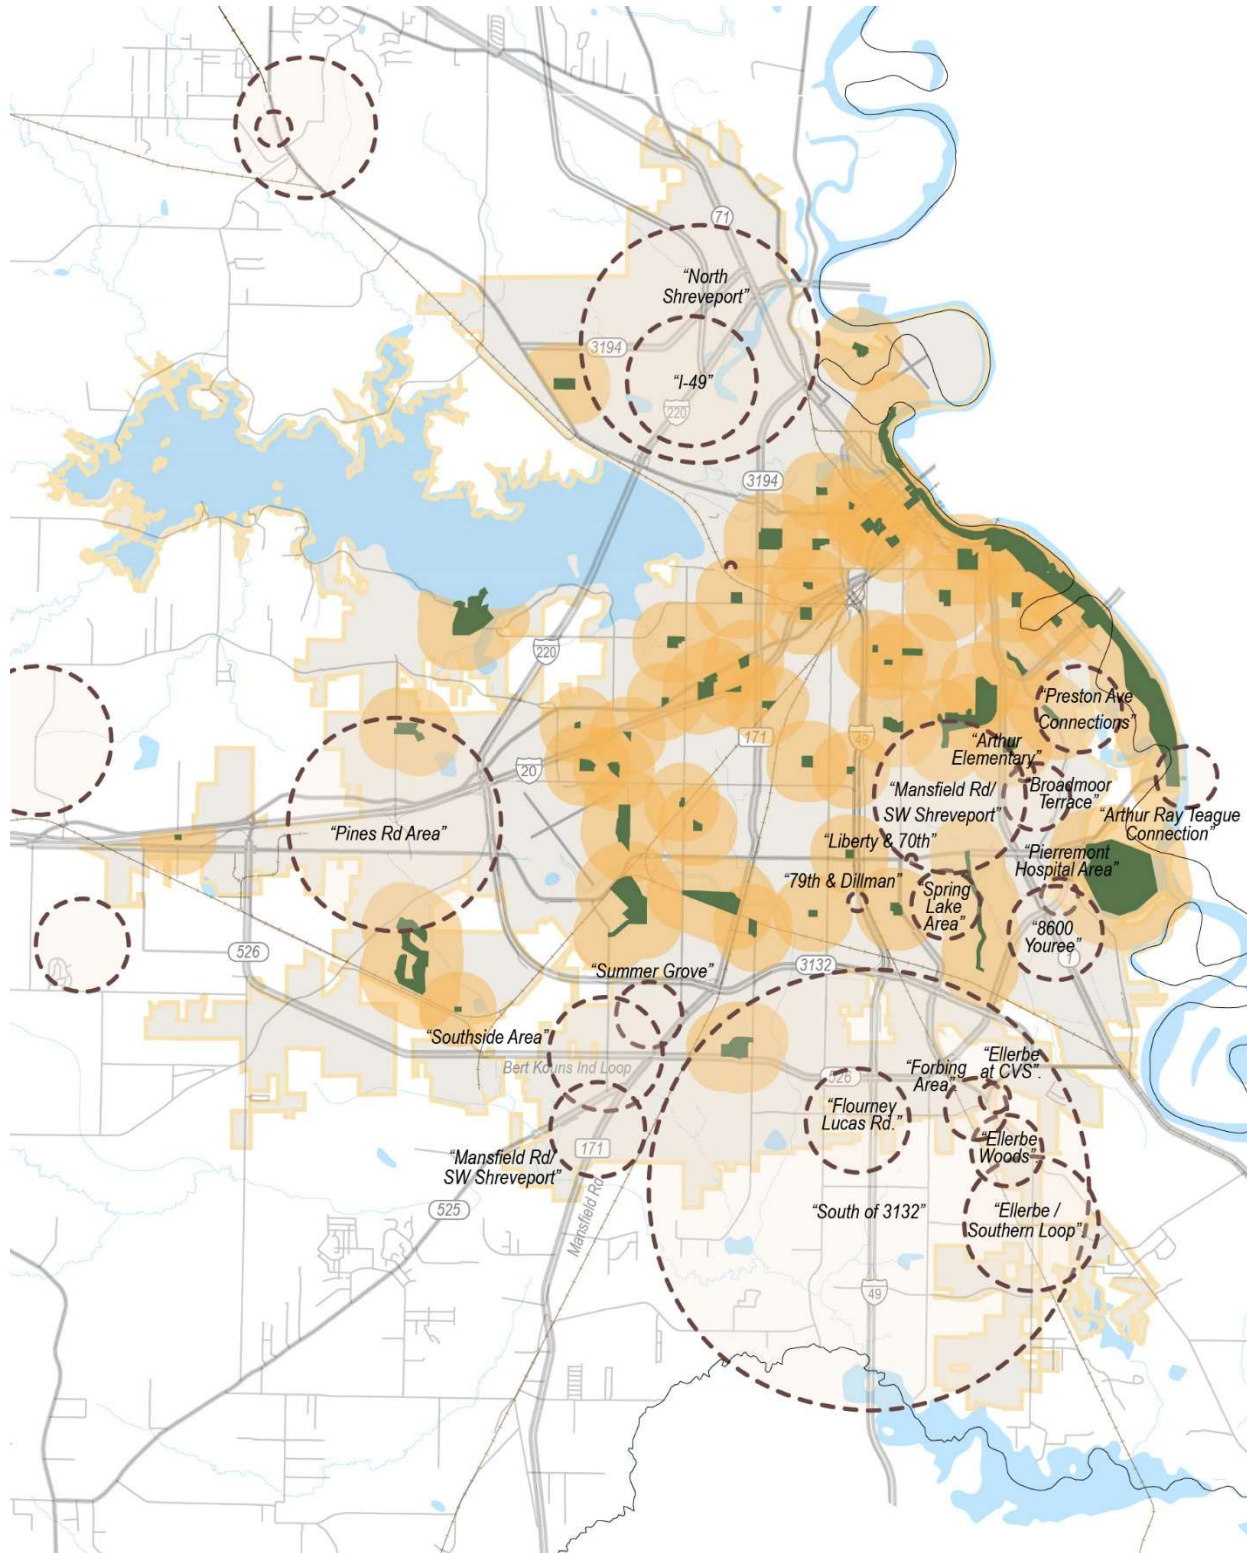 71
“North
Shreveport”
3194
“I-49”
220
3194
220
“Preston Ave
Connections”
171
49
“Arthur
Elementary”
20
“Mansfield Rd/
SW Shreveport”
“Broadmoor
Terrace”
“Arthur Ray Teague
Connection”
“Pines Rd Area”
“Liberty & 70th”
“Pierremont
Hospital Area”
“79th & Dillman”
“Spring
Lake
Area”
“8600
Youree”
526
1
3132
“Summer Grove”
“Southside Area”
Bert Kouns Ind Loop
526
“Forbing
Area”.
“Ellerbe
at CVS”.
“Flourney
Lucas Rd.”
171
“Ellerbe
Woods”.
“Mansfield Rd/
SW Shreveport”
525
Mansfield Rd
“South of 3132”
“Ellerbe /
Southern Loop”.
49